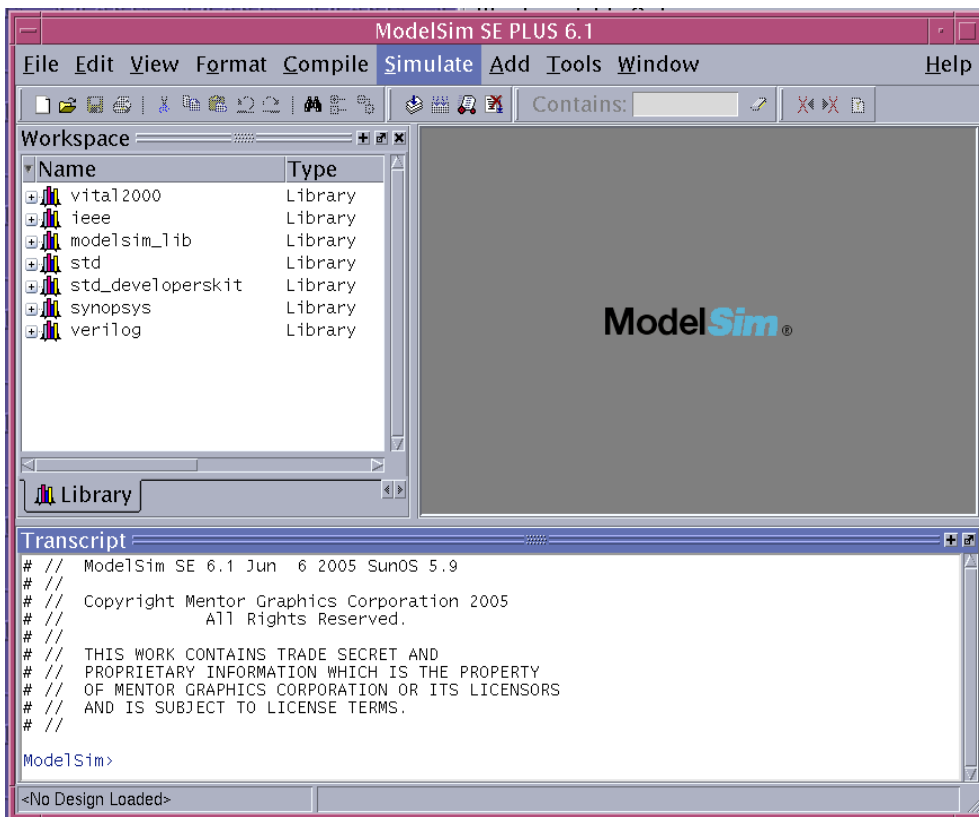 ModelSim SE PLUS 6.1
File Edit View Format Compile Simulate Add Tools Window Help
Contains:
Workspace
Name Type
vital2000 Library
ieee Library
modelsim_lib Library
std Library
std_developerskit Library
synopsys Library
verilog Library
Library
ModelSim®
Transcript
# // ModelSim SE 6.1 Jun 6 2005 SunOS 5.9
# //
# // Copyright Mentor Graphics Corporation 2005
# // All Rights Reserved.
# //
# // THIS WORK CONTAINS TRADE SECRET AND
# // PROPRIETARY INFORMATION WHICH IS THE PROPERTY
# // OF MENTOR GRAPHICS CORPORATION OR ITS LICENSORS
# // AND IS SUBJECT TO LICENSE TERMS.
# //
ModelSim>
<No Design Loaded>